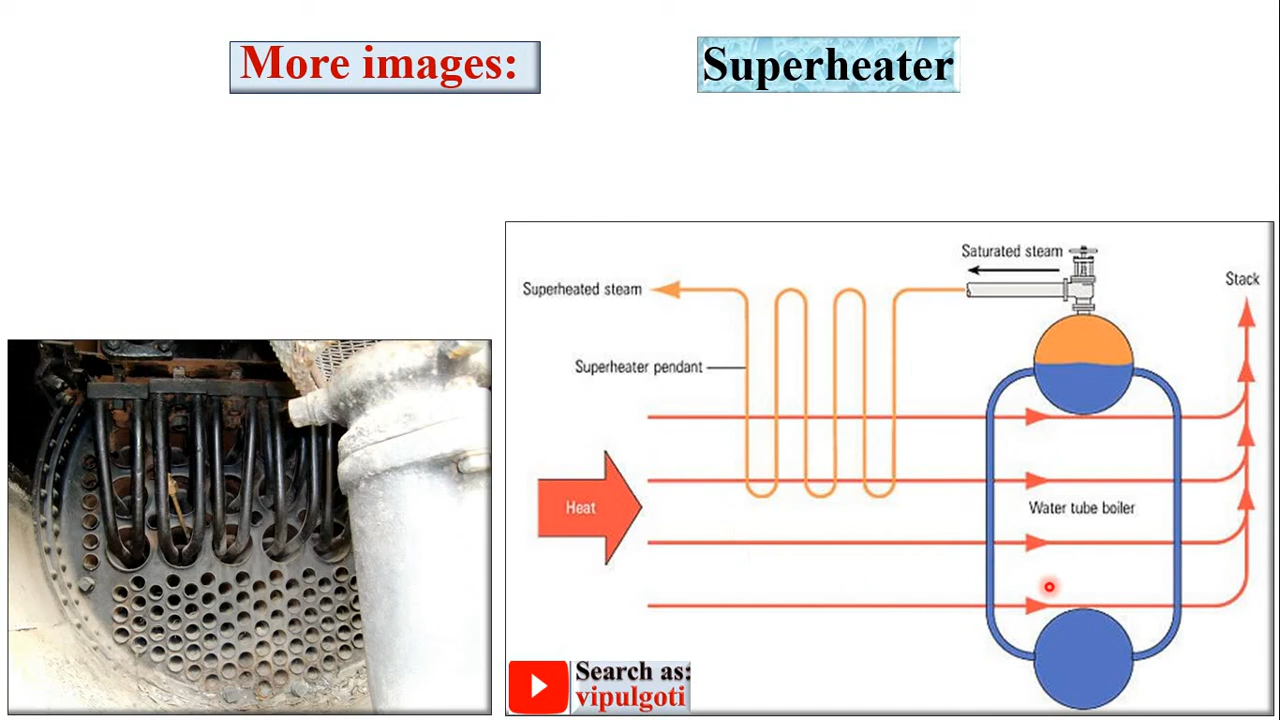 More images:
Superheater
Saturated steam
Stack
Superheated steam
Superheater pendant
Heat
Water tube boiler
Search as:
vipulgoti